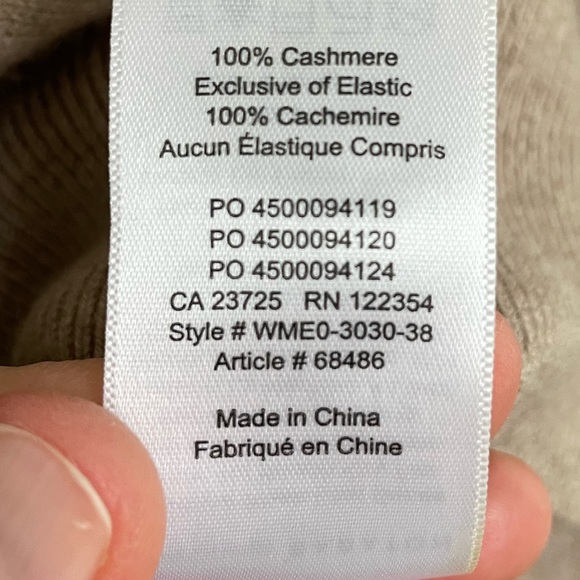 100% Cashmere
Exclusive of Elastic
100% Cachemire
Aucun Élastique Compris
PO 4500094119
PO 4500094120
PO 4500094124
CA 23725 RN 122354
Style # WME0-3030-38
Article # 68486
Made in China
Fabriqué en Chine